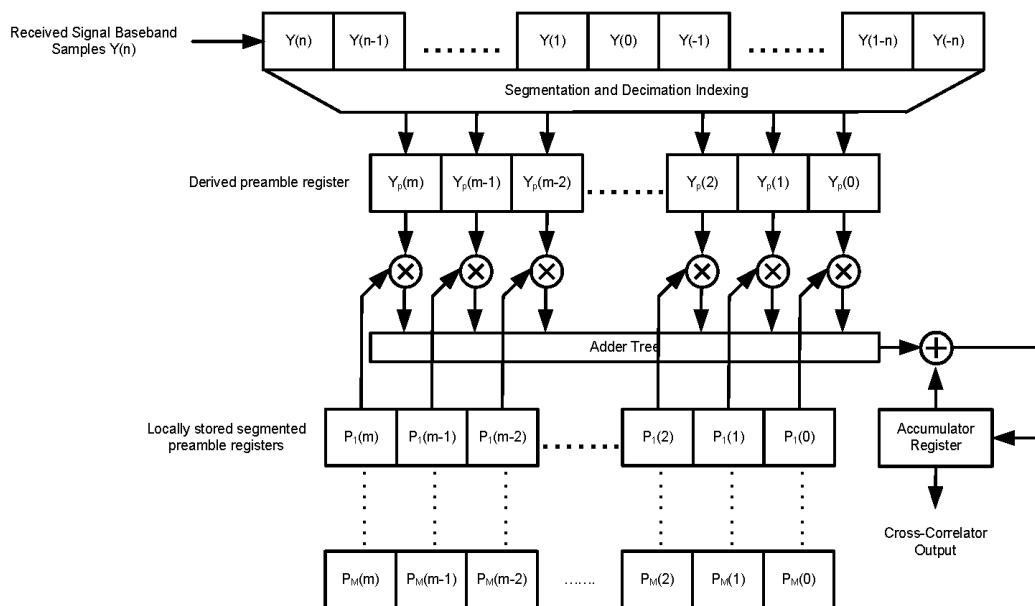 Received Signal Baseband
Samples Y(n)
Y(n) Y(n-1) ........ Y(1) Y(0) Y(-1) ........ Y(1-n) Y(-n)
Segmentation and Decimation Indexing
Derived preamble register
Yp(m) Yp(m-1) Yp(m-2) ........ Yp(2) Yp(1) Yp(0)
Adder Tree
Locally stored segmented
preamble registers
P1(m) P1(m-1) P1(m-2) ........ P1(2) P1(1) P1(0)
Accumulator
Register
Cross-Correlator
Output
PM(m) PM(m-1) PM(m-2) ....... PM(2) PM(1) PM(0)